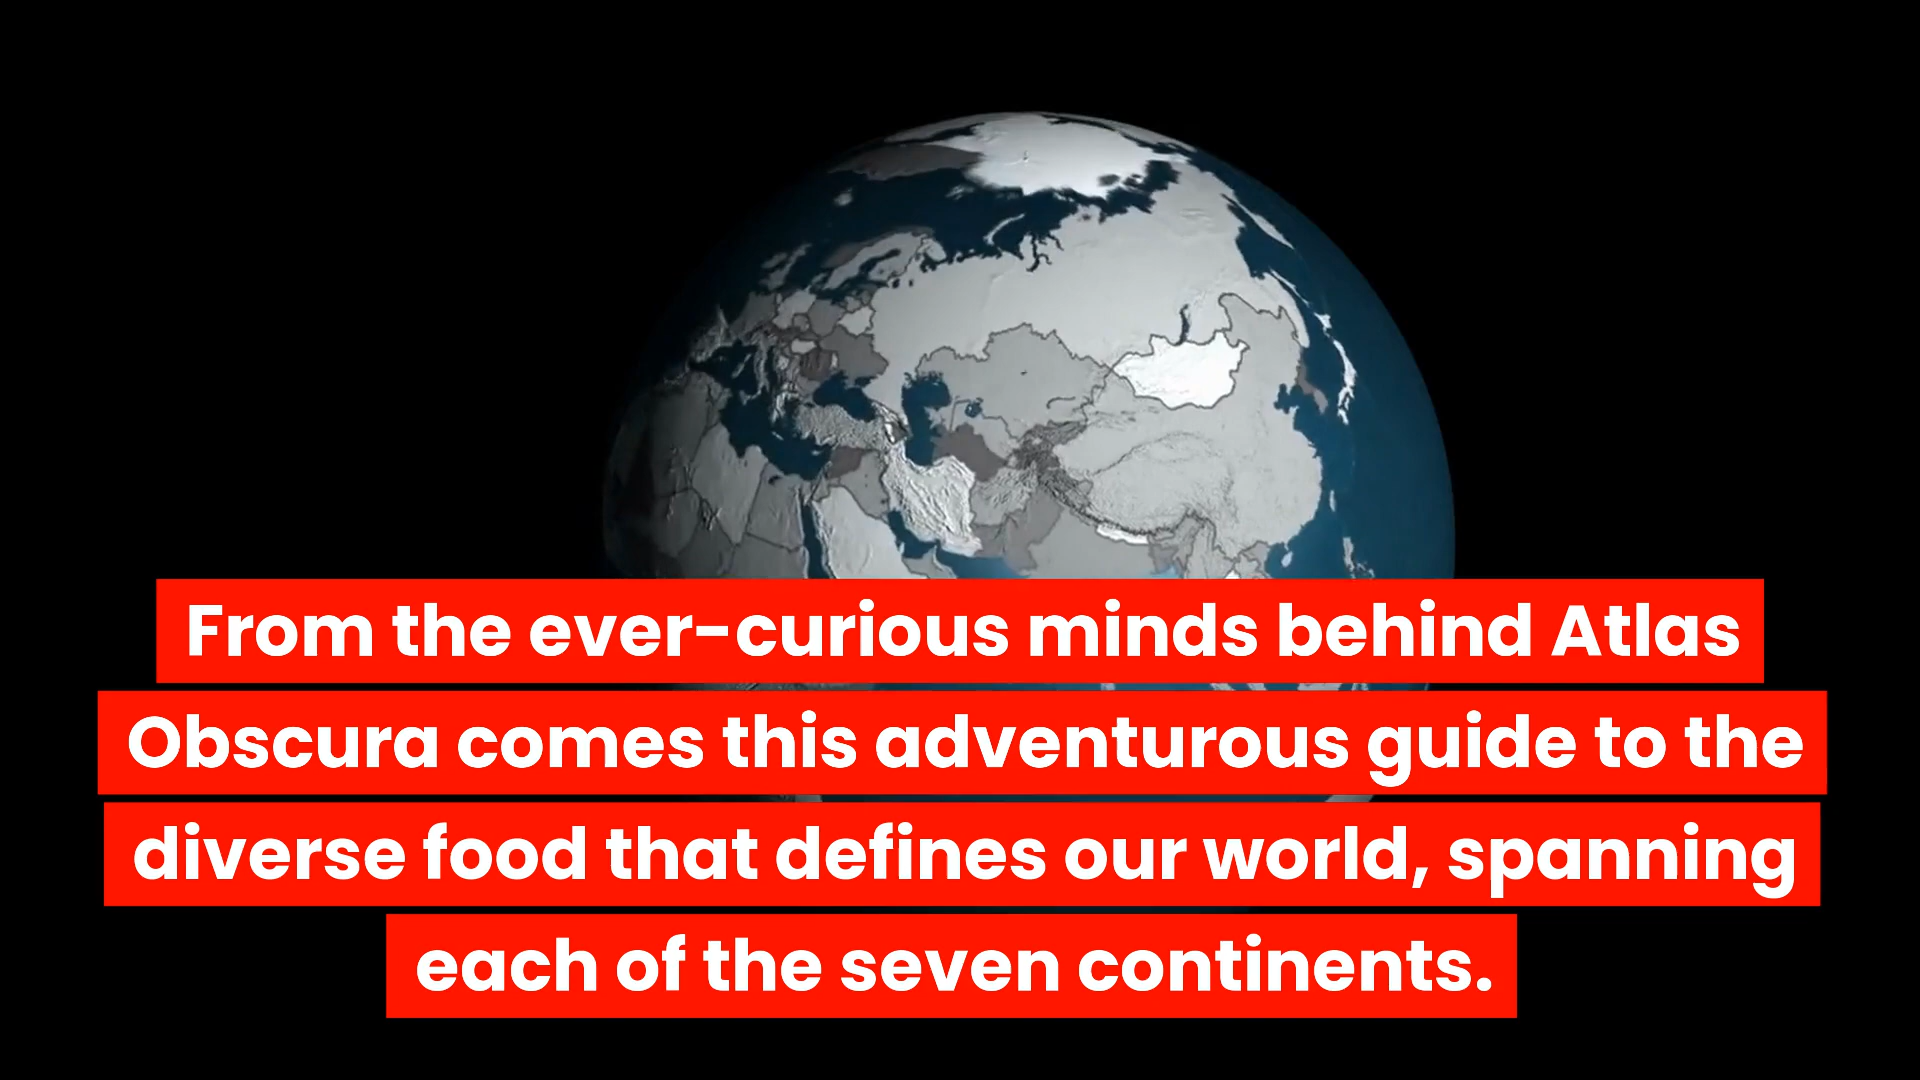 From the ever-curious minds behind Atlas
Obscura comes this adventurous guide to the
diverse food that defines our world, spanning
each of the seven continents.